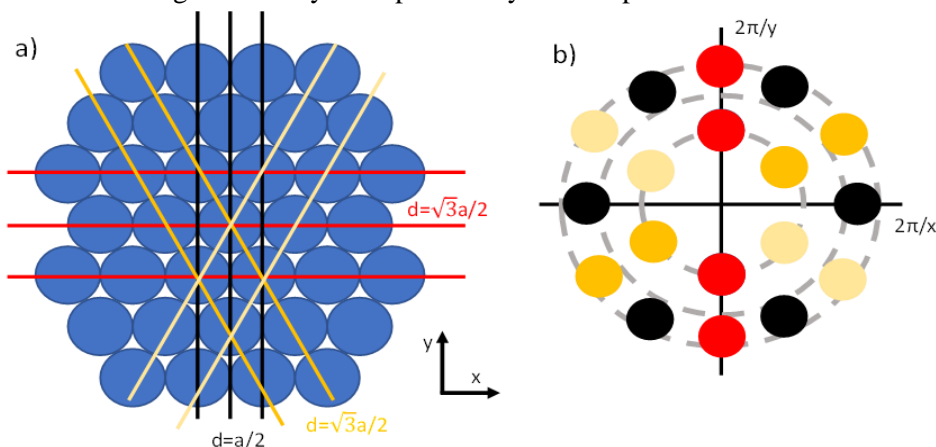 a)
d=√3a/2
y
x
d=√3a/2
d=a/2
b)
2π/y
2π/x